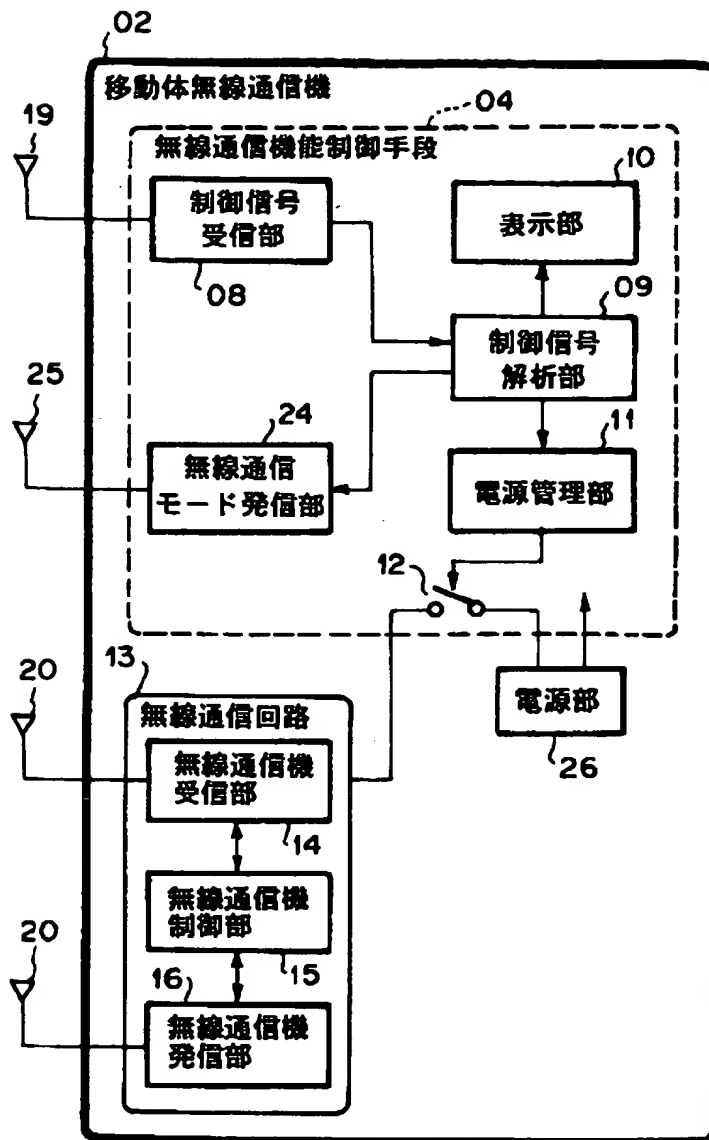 02
移動体無線通信機
04
19
無線通信機能制御手段
10
制御信号
受信部
表示部
08
09
制御信号
解析部
25
24
11
無線通信
モード発信部
電源管理部
12
20
13
電源部
無線通信回路
26
無線通信機
受信部
14
無線通信機
制御部
20
16
15
無線通信機
発信部